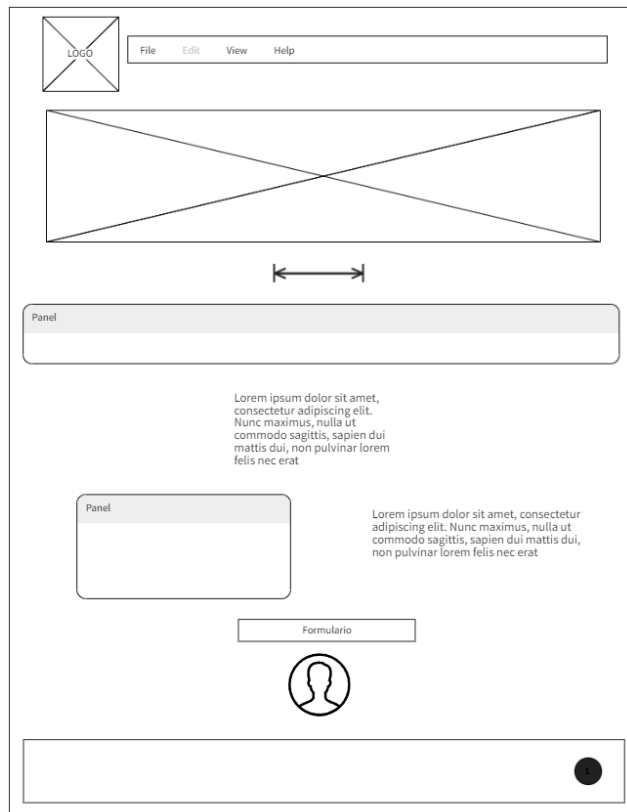 LOGO
File Edit View Help
Panel
Lorem ipsum dolor sit amet,
consectetur adipiscing elit.
Nunc maximus, nulla ut
commodo sagittis, sapien dui
mattis dui, non pulvinar lorem
felis nec erat
Panel
Lorem ipsum dolor sit amet, consectetur
adipiscing elit. Nunc maximus, nulla ut
commodo sagittis, sapien dui mattis dui,
non pulvinar lorem felis nec erat
Formulario
1